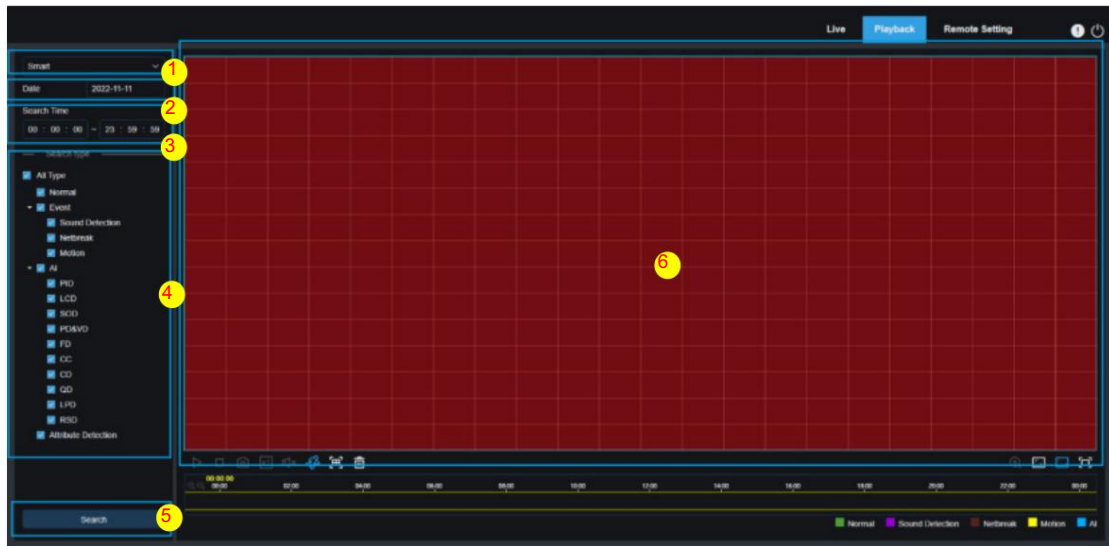 Live Playback Remote Setting 1
Smart
1
Date 2022-11-11
2
Search Time
00 : 00 : 00 - 23 : 59 : 59
3
Search Type
All Type
Normal
Event
Sound Detection
Netbreak
Motion
AI
PID
4
LCD
SOD
PD&VD
FD
CC
CD
QD
LPD
RSD
Attribute Detection
6
00:00:00
00:00 02:00 04:00 06:00 08:00 10:00 12:00 14:00 16:00 18:00 20:00 22:00 00:00
Search
5
Normal Sound Detection Netbreak Motion AI